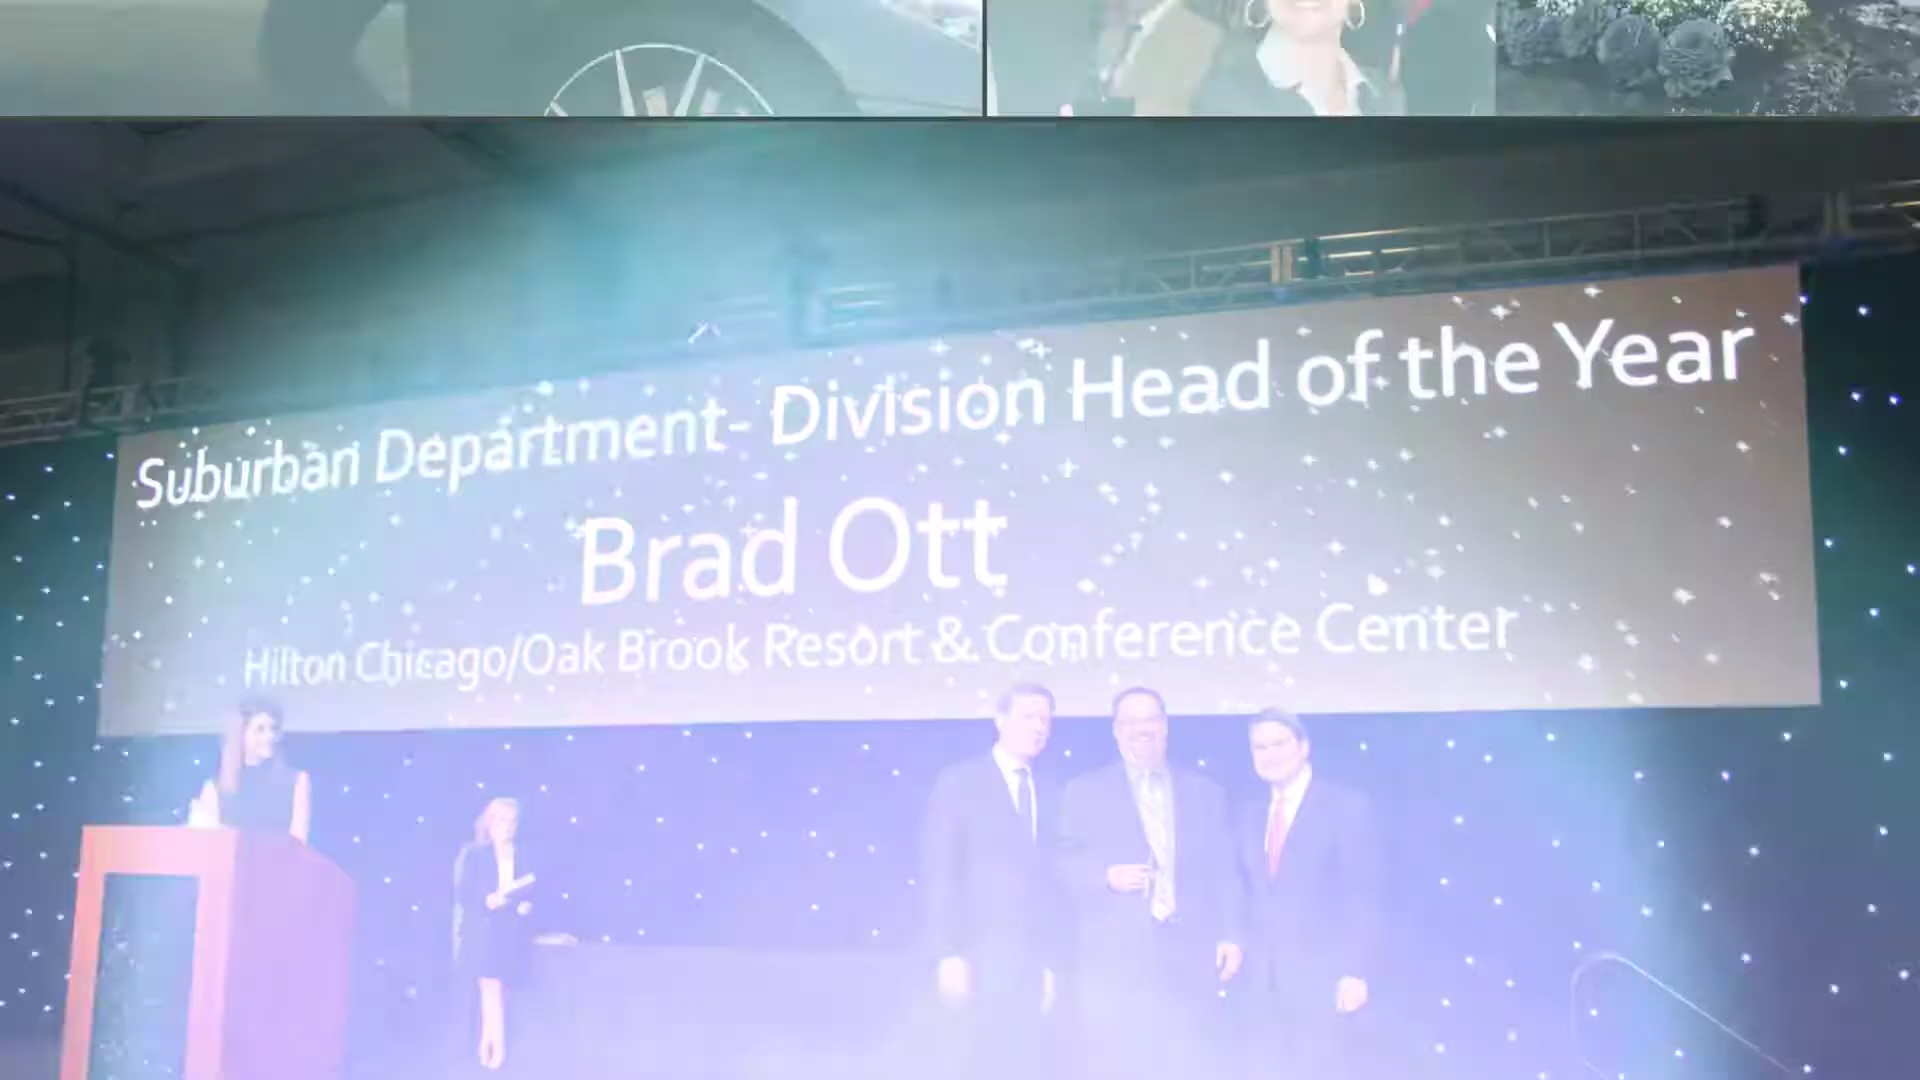 Suburban Department- Division Head of the Year
Brad Ott
Hilton Chicago/Oak Brook Resort & Conference Center